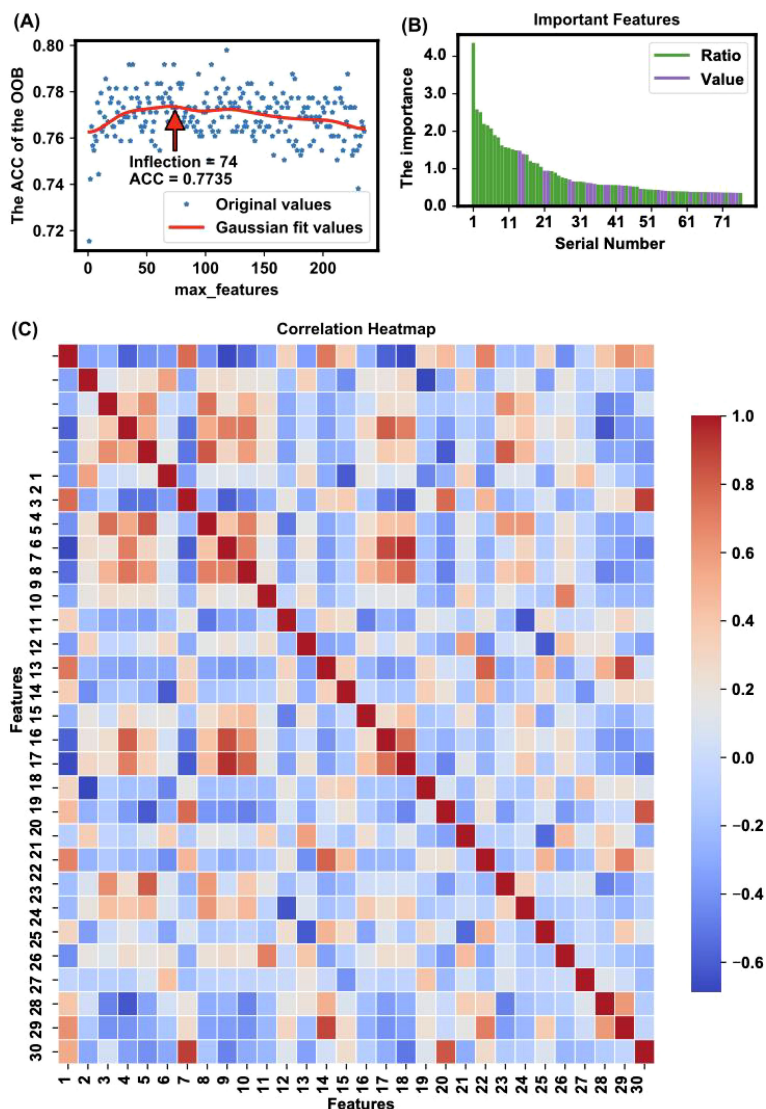 (A)
0.80
0.78
0.76
0.74
0.72
The ACC of the OOB
Inflection = 74
ACC = 0.7735
Original values
Gaussian fit values
0 50 100 150 200
max_features
(B)
Important Features
4.0
3.0
2.0
1.0
0.0
The importance
Ratio
Value
1 11 21 31 41 51 61 71
Serial Number
(C)
Correlation Heatmap
Features
1
2
3
4
5
6
7
8
9
10
11
12
13
14
15
16
17
18
19
20
21
22
23
24
25
26
27
28
29
30
1 2 3 4 5 6 7 8 9 10 11 12 13 14 15 16 17 18 19 20 21 22 23 24 25 26 27 28 29 30
Features
1.0
0.8
0.6
0.4
0.2
0.0
−0.2
−0.4
−0.6